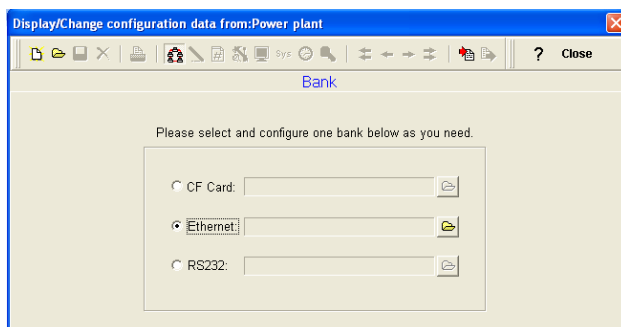 Display/Change configuration data from:Power plant
Sys ? Close
Bank
Please select and configure one bank below as you need.
CF Card:
Ethernet:
RS232: